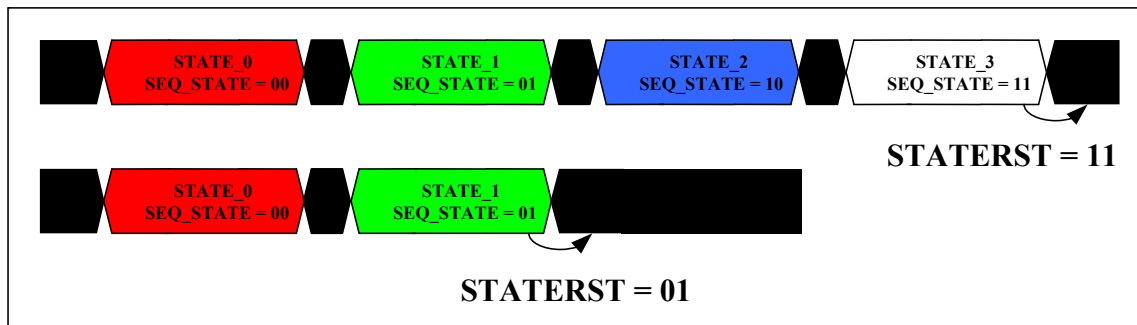 STATE_0
SEQ_STATE = 00
STATE_1
SEQ_STATE = 01
STATE_2
SEQ_STATE = 10
STATE_3
SEQ_STATE = 11
STATERST = 11
STATE_0
SEQ_STATE = 00
STATE_1
SEQ_STATE = 01
STATERST = 01